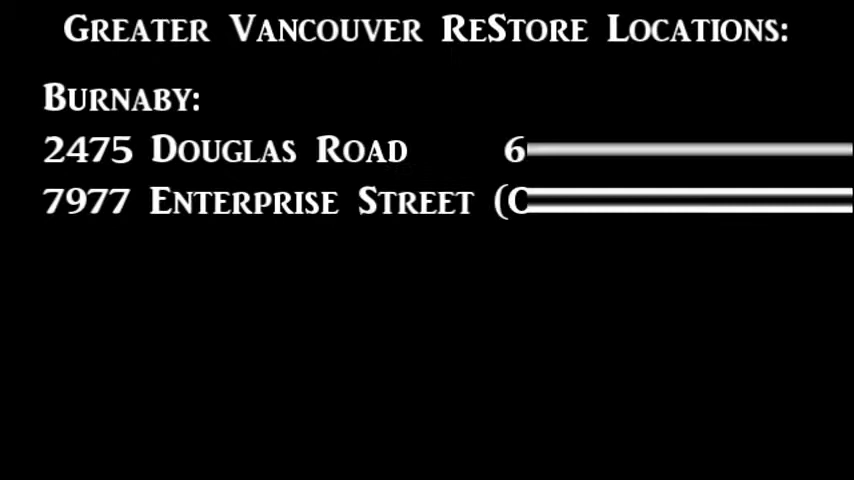 Greater Vancouver ReStore Locations:
Burnaby:
2475 Douglas Road 6
7977 Enterprise Street (